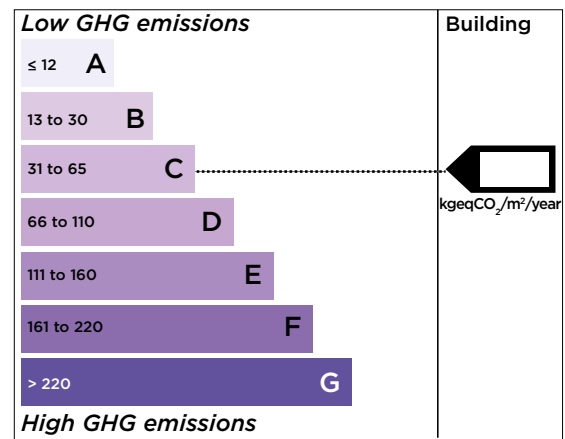 Low GHG emissions
Building
≤ 12 A
13 to 30 B
31 to 65 C
kgeqCO₂/m²/year
66 to 110 D
111 to 160 E
161 to 220 F
> 220 G
High GHG emissions